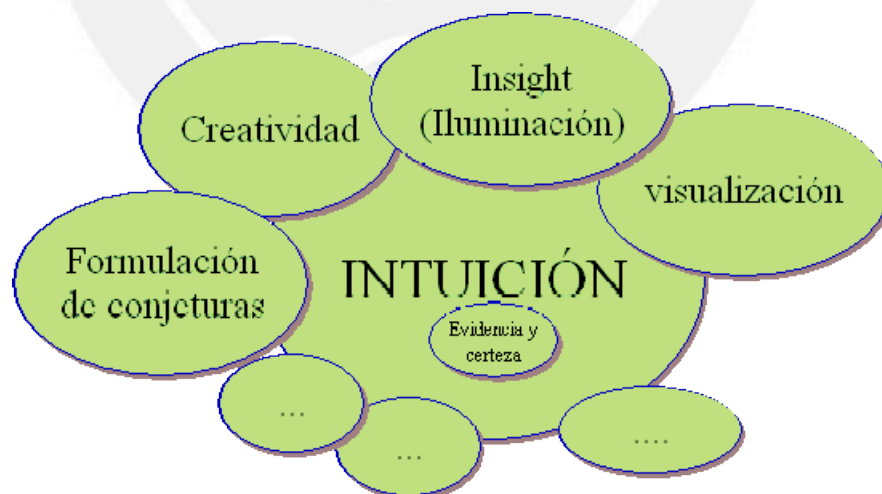 Insight
(Iluminación)
Creatividad
visualización
Formulación
de conjeturas
INTUICIÓN
Evidencia y
certeza
...
...
....